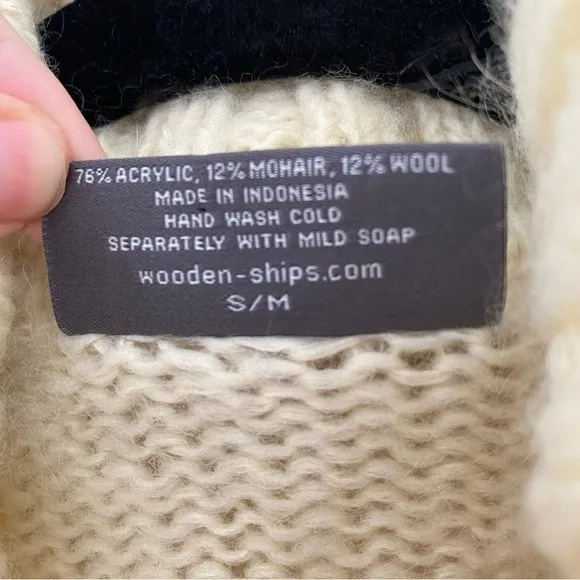 76% ACRYLIC, 12% MOHAIR, 12% WOOL
MADE IN INDONESIA
HAND WASH COLD
SEPARATELY WITH MILD SOAP
wooden-ships.com
S/M